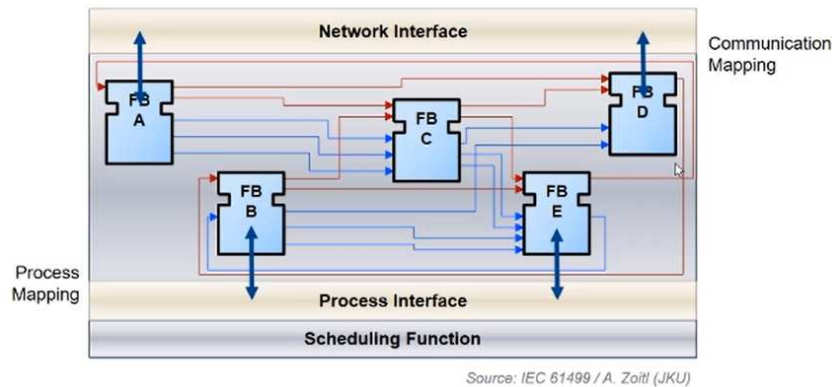 Network Interface
Communication
Mapping
FB
A
FB
C
FB
D
FB
B
FB
E
Process
Mapping
Process Interface
Scheduling Function
Source: IEC 61499 / A. Zoitl (JKU)